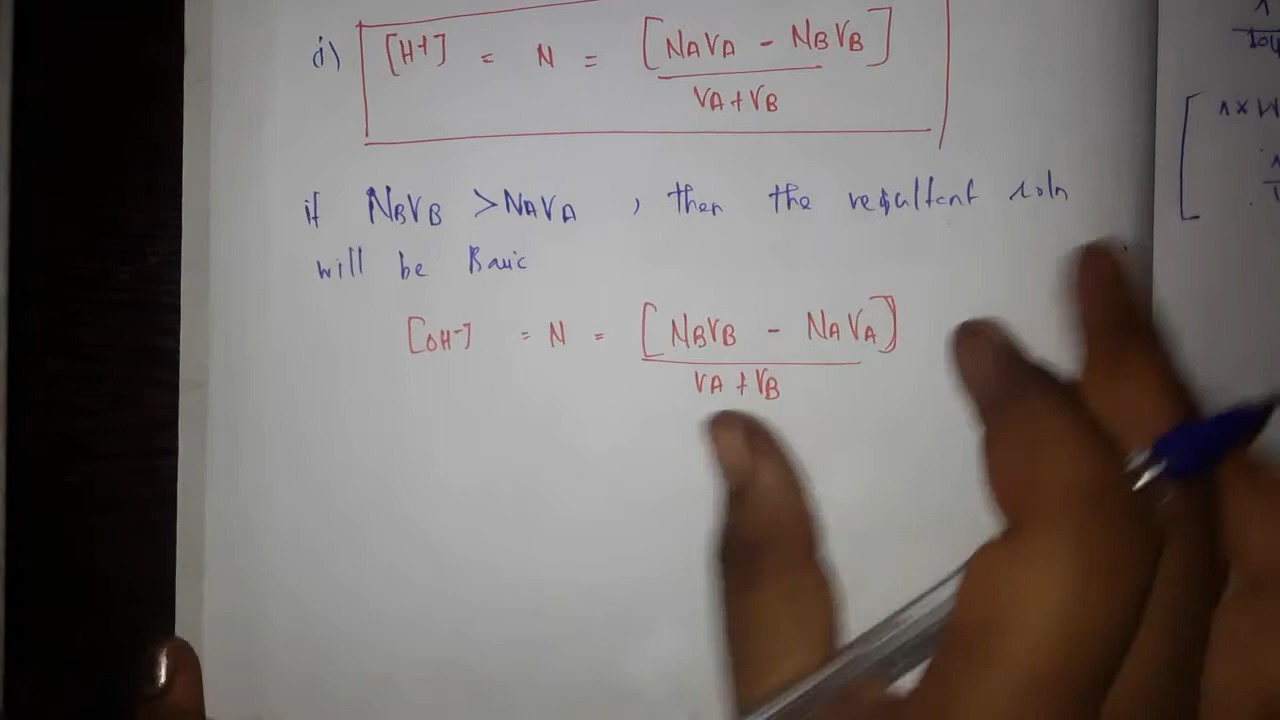 i) [H+] = N = [NAVA - NBVB]
VA+VB
if NBVB >NAVA , then the resultant soln
will be Basic
[OH-] = N = [NBVB - NAVA]
VA+VB
M×V